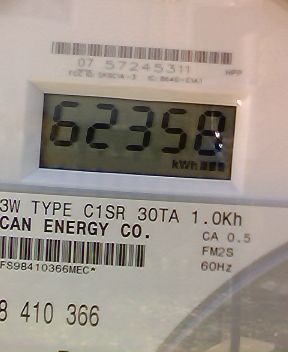 07 57245311
HPP
62358
kWh
3W TYPE C1SR 30TA 1.0Kh
CAN ENERGY CO.
CA 0.5
FM2S
60Hz
FS98410366MEC*
8 410 366